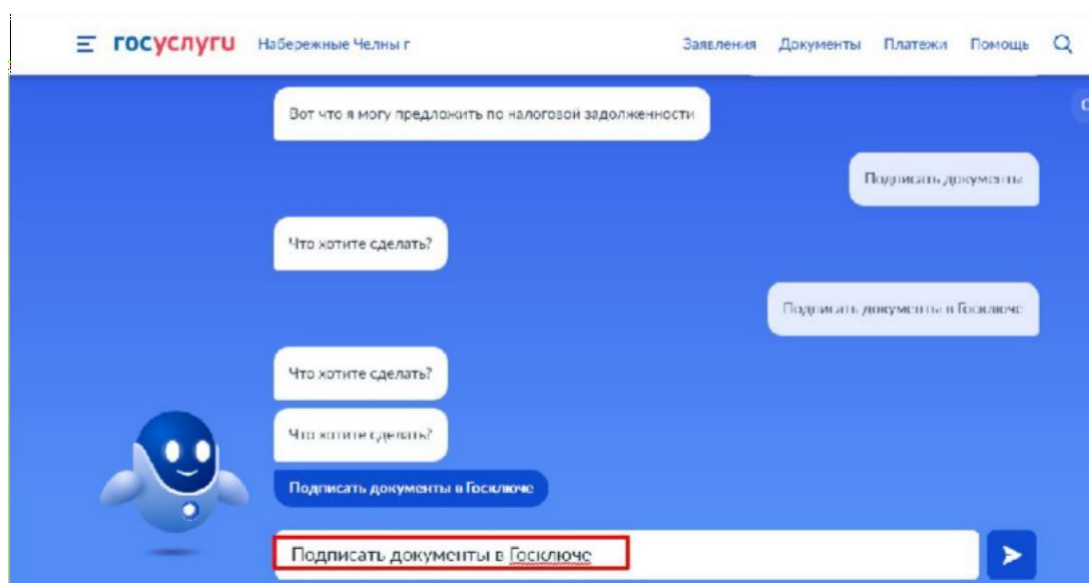 госуслуги Набережные Челны г Заявления Документы Платежи Помощь
Вот что я могу предложить по налоговой задолженности
Подписать документы
Что хотите сделать?
Подписать документы в Госключе
Что хотите сделать?
Что хотите сделать?
Подписать документы в Госключе
Подписать документы в Госключе